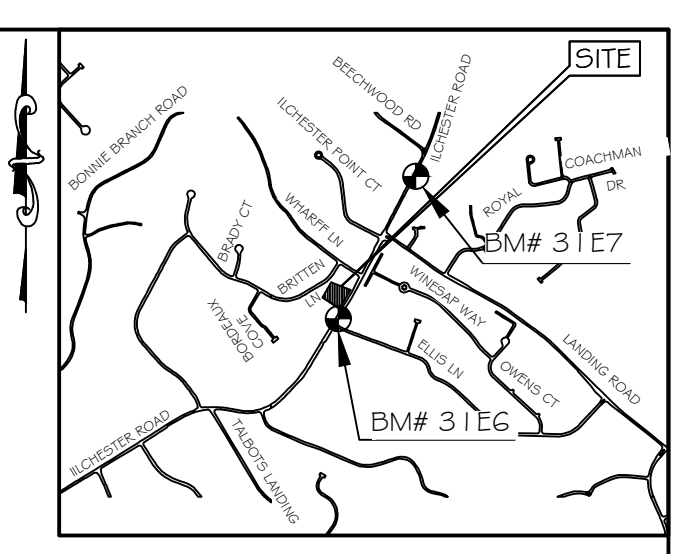 SITE
BEECHWOOD RD
ILCHESTER ROAD
BONNIE BRANCH ROAD
ILCHESTER POINT CT
COACHMAN
DR
ROYAL
WHARFF LN
BRADY CT
BM# 31E7
BRITTEN
LN
WINESAP WAY
BORDEAUX
COVE
LANDING ROAD
ELLIS LN
OWENS CT
BM# 31E6
ILCHESTER ROAD
TALBOTS LANDING